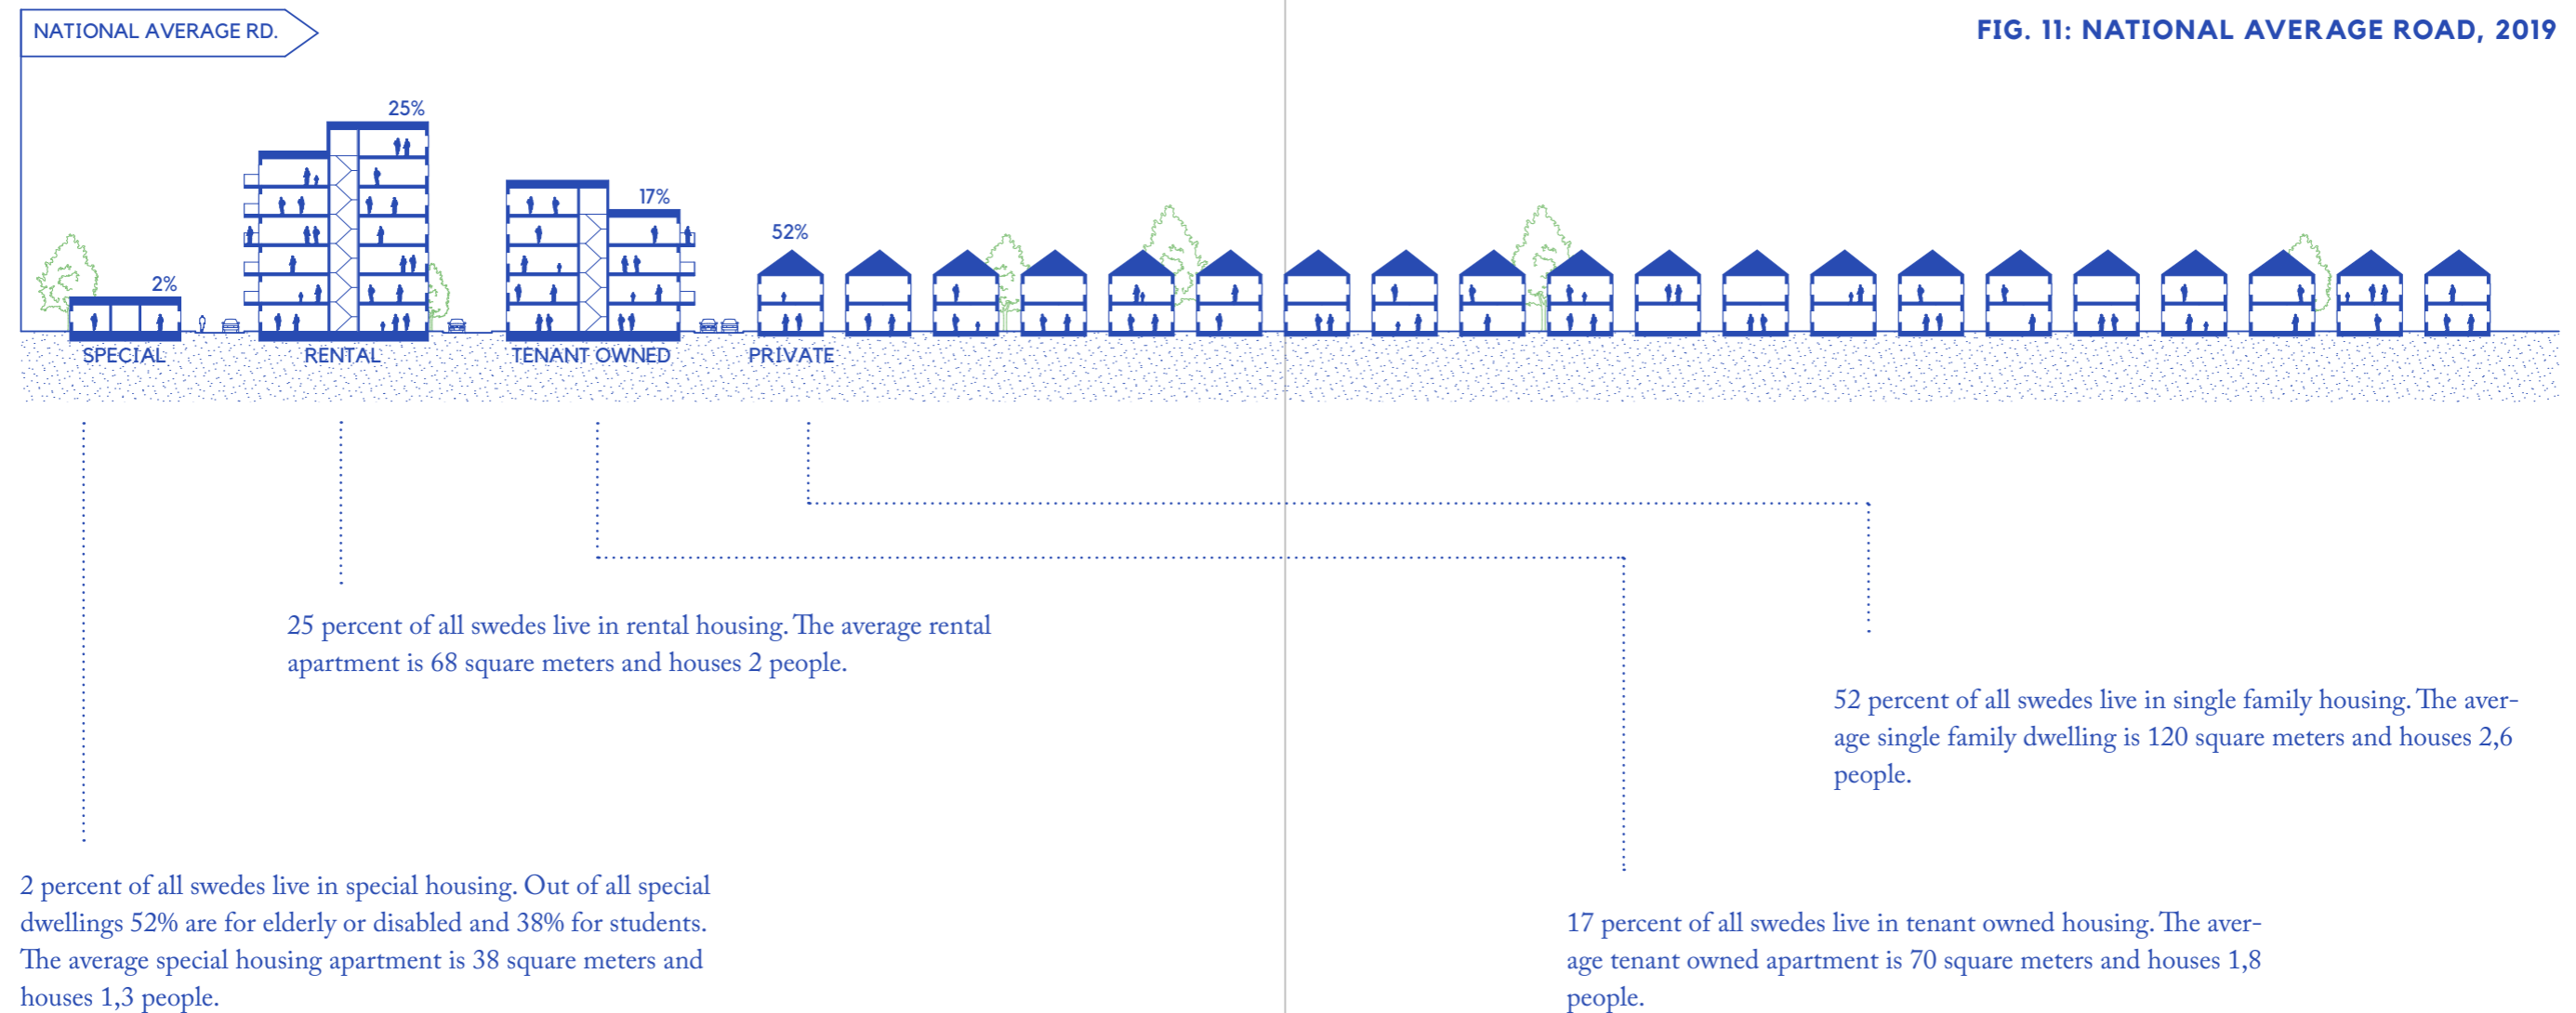 NATIONAL AVERAGE RD.
FIG. 11: NATIONAL AVERAGE ROAD, 2019
25%
17%
52%
2%
SPECIAL
RENTAL
TENANT OWNED
PRIVATE
25 percent of all swedes live in rental housing. The average rental
apartment is 68 square meters and houses 2 people.
52 percent of all swedes live in single family housing. The aver-
age single family dwelling is 120 square meters and houses 2,6
people.
2 percent of all swedes live in special housing. Out of all special
dwellings 52% are for elderly or disabled and 38% for students.
The average special housing apartment is 38 square meters and
houses 1,3 people.
17 percent of all swedes live in tenant owned housing. The aver-
age tenant owned apartment is 70 square meters and houses 1,8
people.